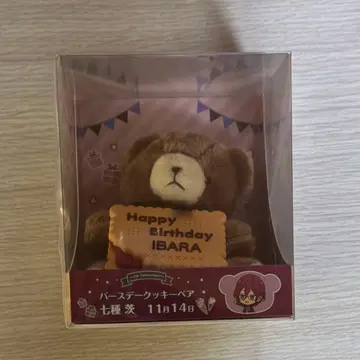 Happy
Birthday
IBARA
バースデークッキーベア
七種 茨 11月14日